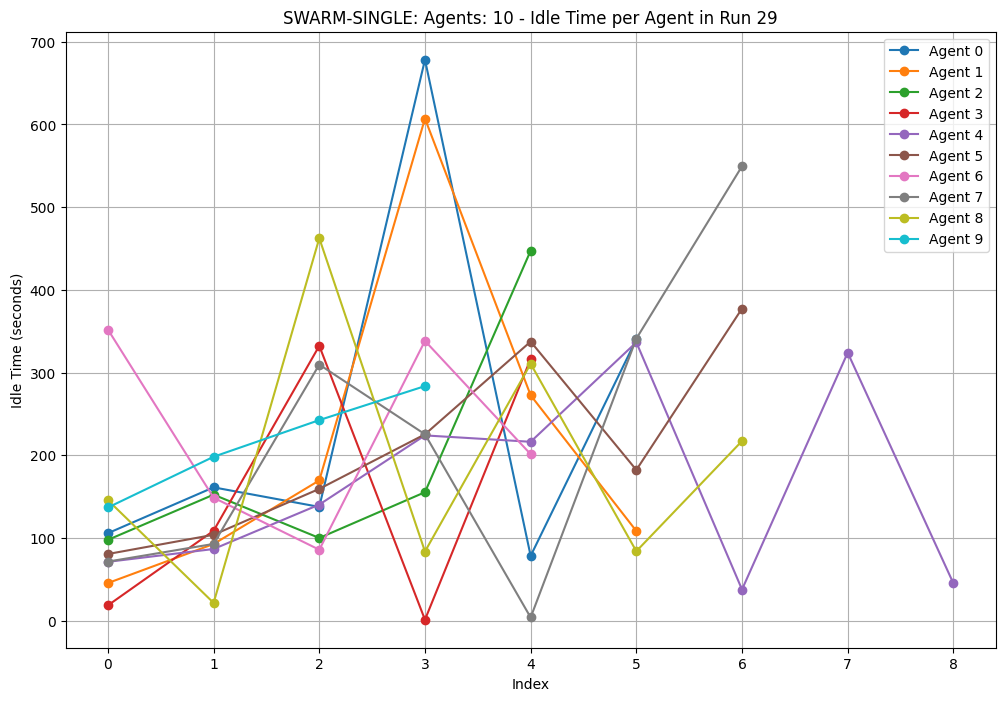 SWARM-SINGLE: Agents: 10 - Idle Time per Agent in Run 29
700
600
500
400
300
200
100
0
Idle Time (seconds)
0 1 2 3 4 5 6 7 8
Index
Agent 0
Agent 1
Agent 2
Agent 3
Agent 4
Agent 5
Agent 6
Agent 7
Agent 8
Agent 9